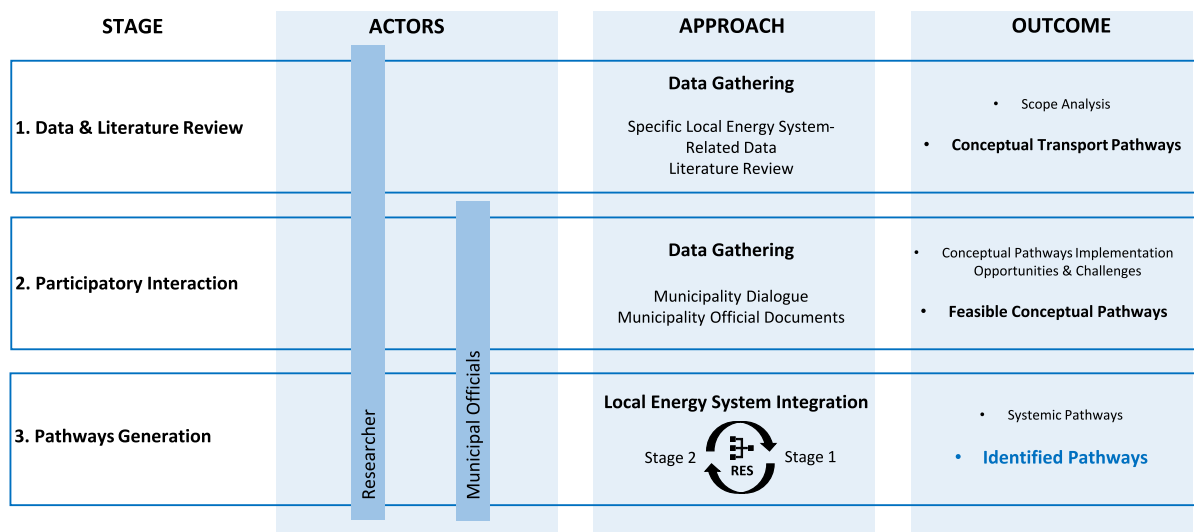 STAGE
ACTORS
APPROACH
OUTCOME
1. Data & Literature Review
Data Gathering
Specific Local Energy System-
Related Data
Literature Review
• Scope Analysis
• Conceptual Transport Pathways
2. Participatory Interaction
Data Gathering
Municipality Dialogue
Municipality Official Documents
• Conceptual Pathways Implementation
Opportunities & Challenges
• Feasible Conceptual Pathways
3. Pathways Generation
Researcher
Municipal Officials
Local Energy System Integration
Stage 2
RES
Stage 1
• Systemic Pathways
• Identified Pathways